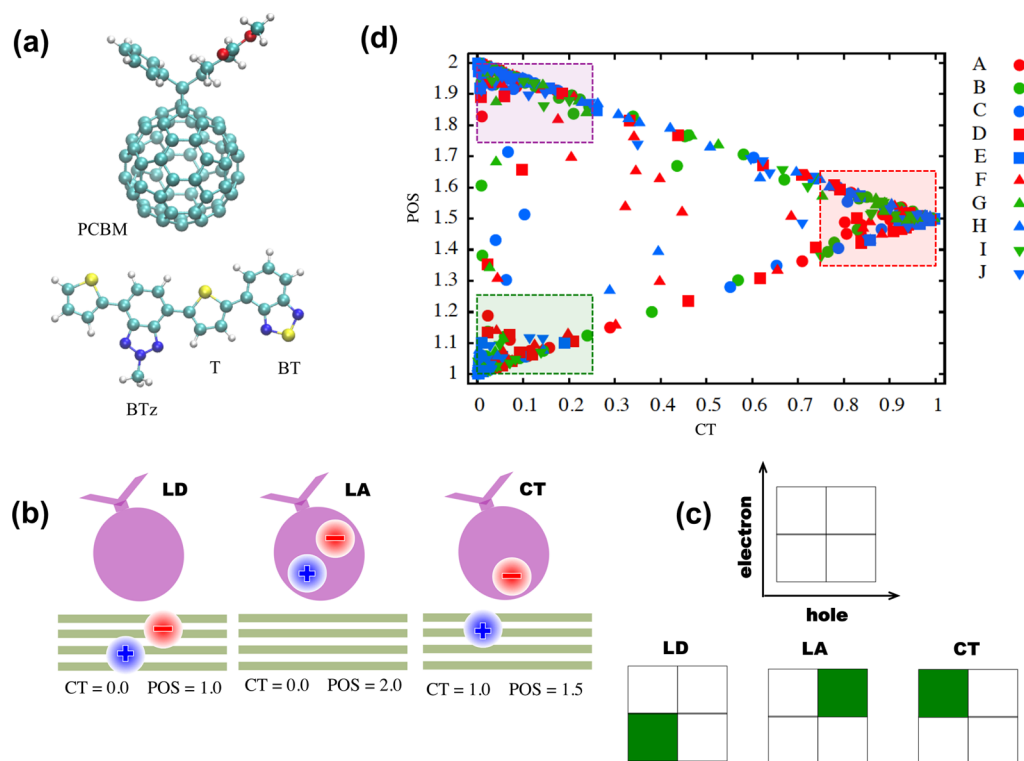 (a)
PCBM
T
BT
BTz
(d)
POS
2
1.9
1.8
1.7
1.6
1.5
1.4
1.3
1.2
1.1
1
0 0.1 0.2 0.3 0.4 0.5 0.6 0.7 0.8 0.9 1
CT
A
B
C
D
E
F
G
H
I
J
(b)
LD LA CT
− + − + − +
CT = 0.0 POS = 1.0 CT = 0.0 POS = 2.0 CT = 1.0 POS = 1.5
(c)
electron
hole
LD LA CT